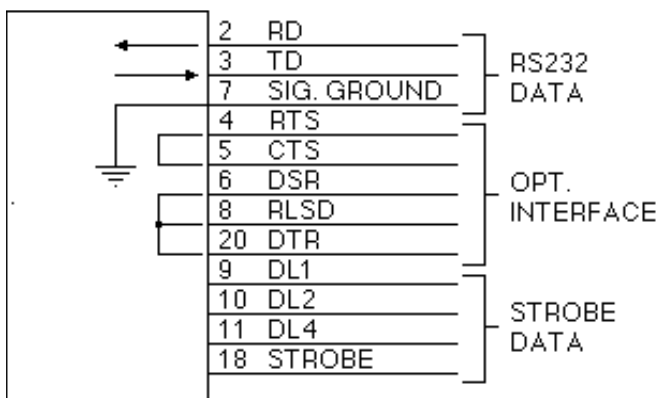 2 RD
3 TD
7 SIG. GROUND
RS232
DATA
4 RTS
5 CTS
6 DSR
8 RLSD
20 DTR
OPT.
INTERFACE
9 DL1
10 DL2
11 DL4
18 STROBE
STROBE
DATA